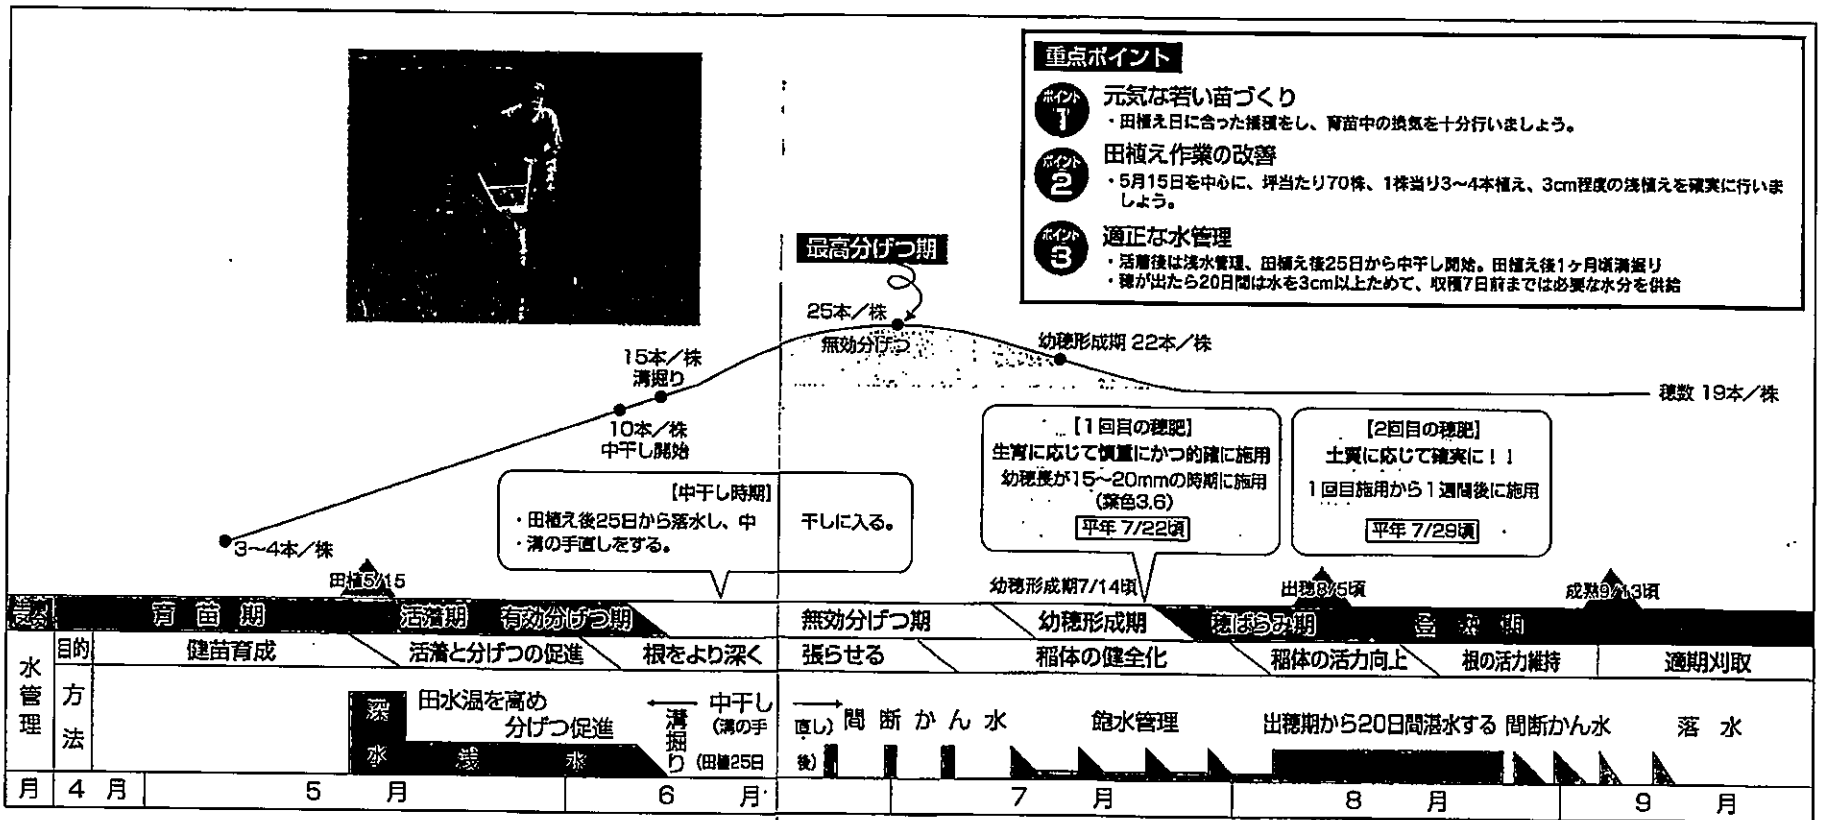 重点ポイント
ポイント1
元気な若い苗づくり
・田植え日に合った播種をし、育苗中の換気を十分行いましょう。
ポイント2
田植え作業の改善
・5月15日を中心に、坪当たり70株、1株当り3〜4本植え、3cm程度の浅植えを確実に行いま
しょう。
ポイント3
適正な水管理
・活着後は浅水管理、田植え後25日から中干し開始。田植え後1ヶ月頃溝掘り
・穂が出たら20日間は水を3cm以上ためて、収穫7日前までは必要な水分を供給
最高分げつ期
25本/株
無効分げつ
幼穂形成期 22本/株
穂数 19本/株
15本/株
溝掘り
10本/株
中干し開始
3〜4本/株
【中干し時期】
・田植え後25日から落水し、中 干しに入る。
・溝の手直しをする。
【1回目の穂肥】
生育に応じて慎重にかつ的確に施用
幼穂長が15〜20mmの時期に施用
(葉色3.6)
平年 7/22頃
【2回目の穂肥】
土質に応じて確実に!!
1回目施用から1週間後に施用
平年 7/29頃
田植5/15
幼穂形成期7/14頃
出穂8/5頃
成熟9/13頃
育苗期 活着期 有効分げつ期 無効分げつ期 幼穂形成期 穂ばらみ期 登熟期
水管理
目的 健苗育成 活着と分げつの促進 根をより深く 張らせる 稲体の健全化 稲体の活力向上 根の活力維持 適期刈取
方法
深水
田水温を高め
分げつ促進
浅水
溝掘り
中干し
(溝の手 直し)
(田植25日 後)
間断かん水
飽水管理
出穂期から20日間湛水する
間断かん水
落水
月 4月 5月 6月 7月 8月 9月